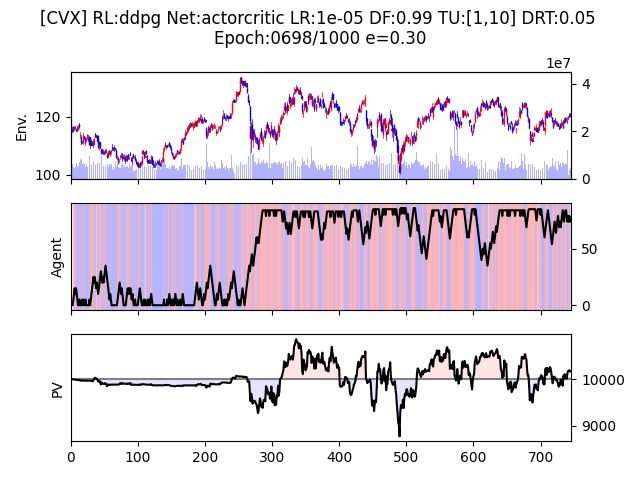 [CVX] RL:ddpg Net:actorcritic LR:1e-05 DF:0.99 TU:[1,10] DRT:0.05
Epoch:0698/1000 e=0.30
1e7
Env.
120
100
4
2
0
Agent
50
0
PV
10000
9000
0 100 200 300 400 500 600 700